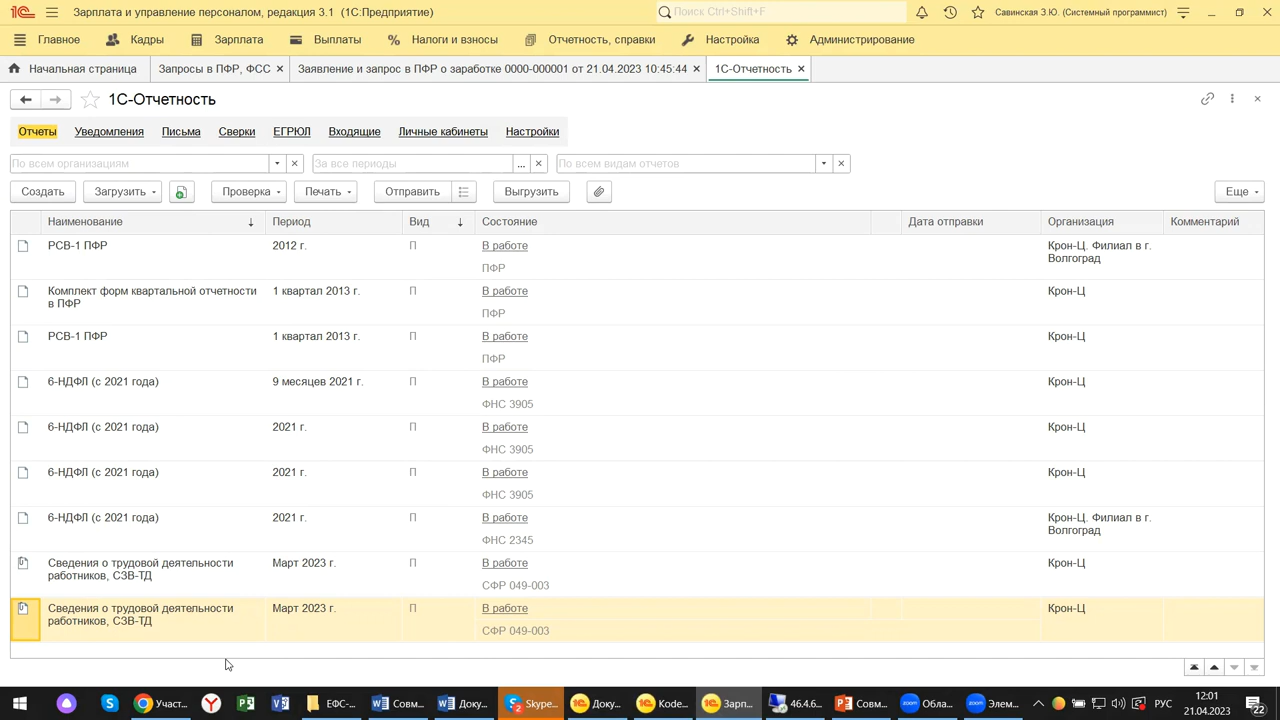 Зарплата и управление персоналом, редакция 3.1 (1С:Предприятие)
Поиск Ctrl+Shift+F
Савинская З.Ю. (Системный программист)
Главное Кадры Зарплата Выплаты Налоги и взносы Отчетность, справки Настройка Администрирование
Начальная страница Запросы в ПФР, ФСС Заявление и запрос в ПФР о заработке 0000-000001 от 21.04.2023 10:45:44 1С-Отчетность
1С-Отчетность
Отчеты Уведомления Письма Сверки ЕГРЮЛ Входящие Личные кабинеты Настройки
По всем организациям За все периоды ... По всем видам отчетов
Создать Загрузить Проверка Печать Отправить Выгрузить Еще
Наименование Период Вид Состояние Дата отправки Организация Комментарий
РСВ-1 ПФР 2012 г. П В работе Крон-Ц. Филиал в г.
Волгоград
ПФР
Комплект форм квартальной отчетности 1 квартал 2013 г. П В работе Крон-Ц
в ПФР
ПФР
РСВ-1 ПФР 1 квартал 2013 г. П В работе Крон-Ц
ПФР
6-НДФЛ (с 2021 года) 9 месяцев 2021 г. П В работе Крон-Ц
ФНС 3905
6-НДФЛ (с 2021 года) 2021 г. П В работе Крон-Ц
ФНС 3905
6-НДФЛ (с 2021 года) 2021 г. П В работе Крон-Ц
ФНС 3905
6-НДФЛ (с 2021 года) 2021 г. П В работе Крон-Ц. Филиал в г.
Волгоград
ФНС 2345
Сведения о трудовой деятельности Март 2023 г. П В работе Крон-Ц
работников, СЗВ-ТД
СФР 049-003
Сведения о трудовой деятельности Март 2023 г. П В работе Крон-Ц
работников, СЗВ-ТД
СФР 049-003
Участ... ЕФС-... Совм... Доку... Skype... Доку... Kode... Зарп... 46.4.6... Совм... Обла... Элем... РУС 12:01
21.04.2023
22